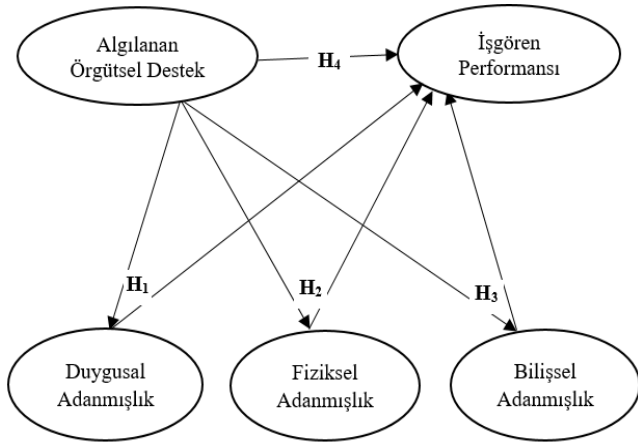 Algılanan
Örgütsel Destek
H4
İşgören
Performansı
H1
H2
H3
Duygusal
Adanmışlık
Fiziksel
Adanmışlık
Bilişsel
Adanmışlık